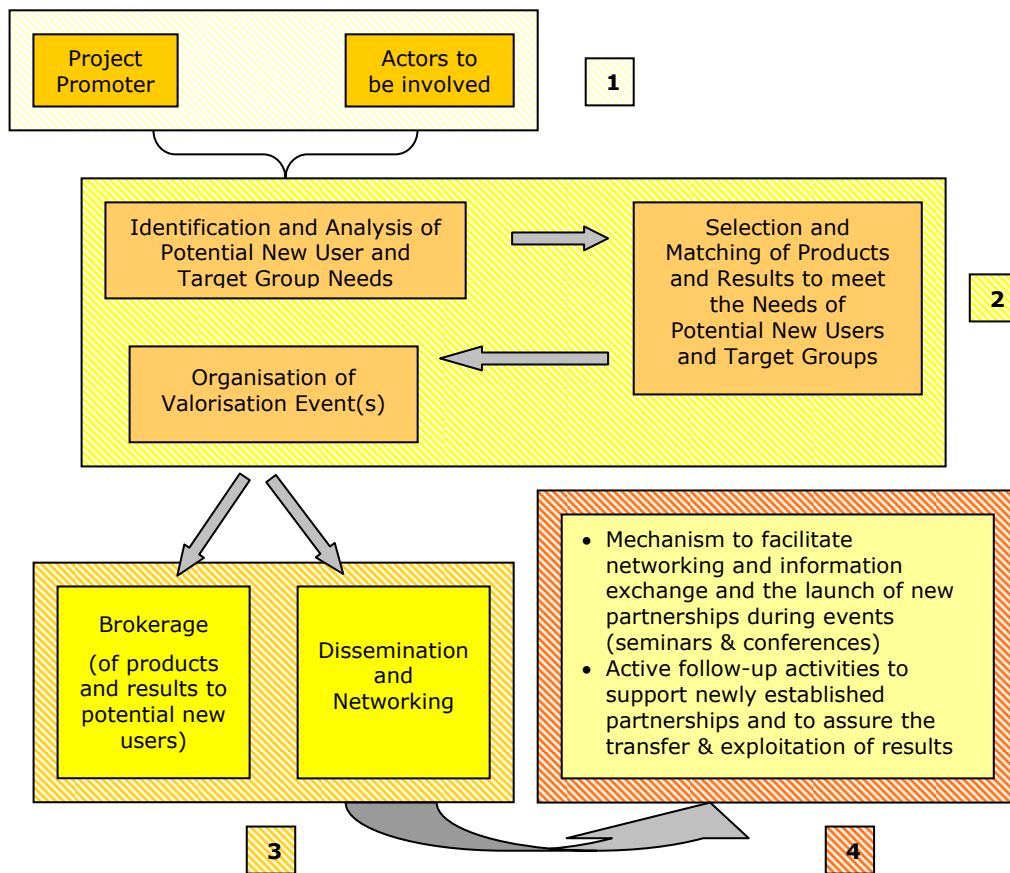 Project
Promoter
Actors to
be involved
1
Identification and Analysis of
Potential New User and
Target Group Needs
Selection and
Matching of Products
and Results to meet
the Needs of
Potential New Users
and Target Groups
2
Organisation of
Valorisation Event(s)
Brokerage
(of products
and results to
potential new
users)
Dissemination
and
Networking
• Mechanism to facilitate
networking and information
exchange and the launch of new
partnerships during events
(seminars & conferences)
• Active follow-up activities to
support newly established
partnerships and to assure the
transfer & exploitation of results
3
4